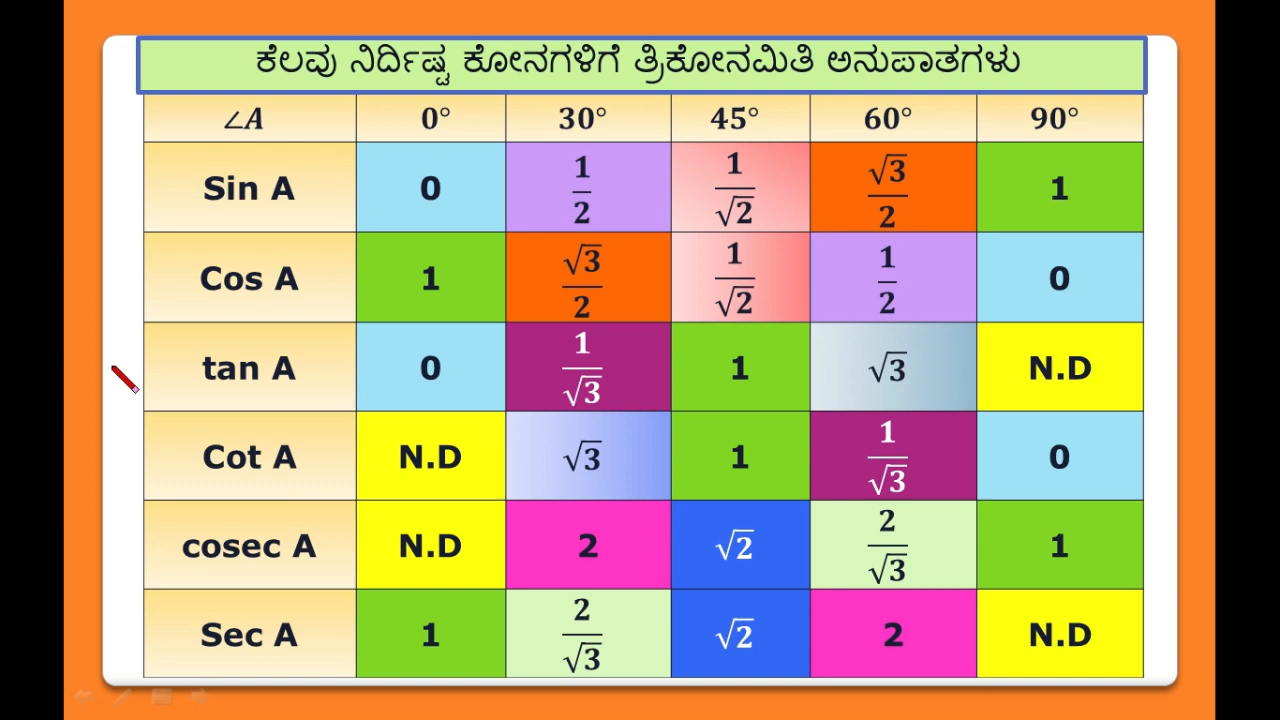 ಕೆಲವು ನಿರ್ದಿಷ್ಟ ಕೋನಗಳಿಗೆ ತ್ರಿಕೋನಮಿತಿ ಅನುಪಾತಗಳು
∠A 0° 30° 45° 60° 90°
Sin A 0 1/2 1/√2 √3/2 1
Cos A 1 √3/2 1/√2 1/2 0
tan A 0 1/√3 1 √3 N.D
Cot A N.D √3 1 1/√3 0
cosec A N.D 2 √2 2/√3 1
Sec A 1 2/√3 √2 2 N.D